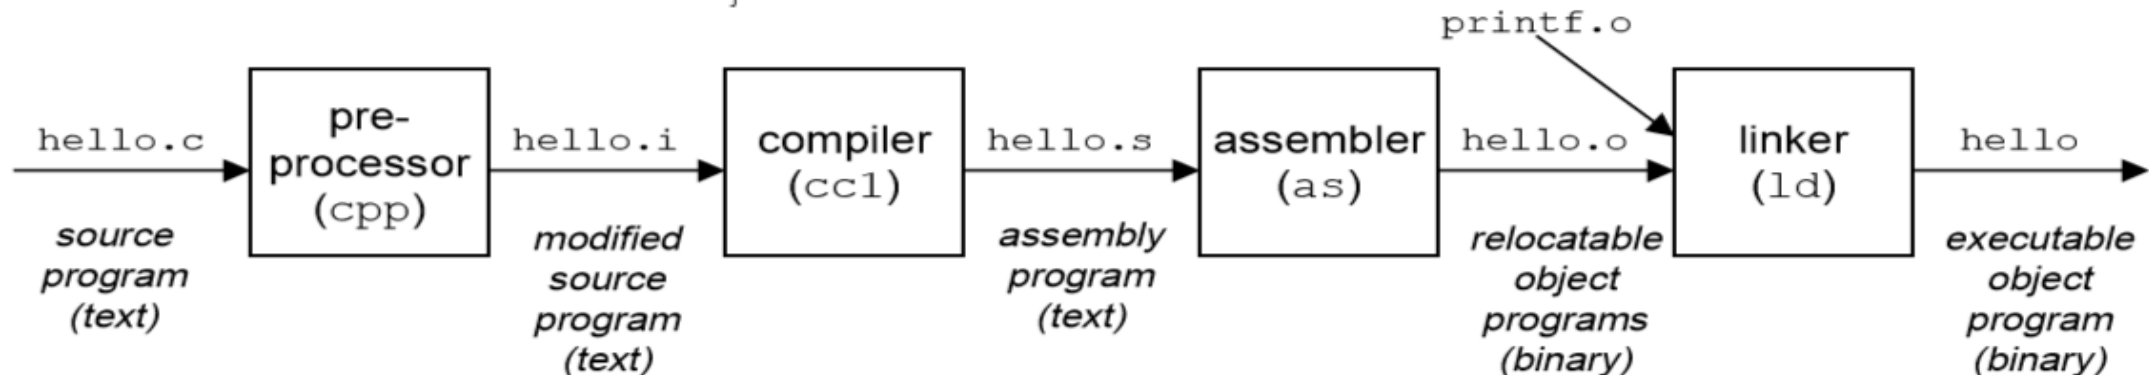 printf.o
hello.c
pre-
processor
(cpp)
hello.i
compiler
(cc1)
hello.s
assembler
(as)
hello.o
linker
(ld)
hello
source
program
(text)
modified
source
program
(text)
assembly
program
(text)
relocatable
object
programs
(binary)
executable
object
program
(binary)